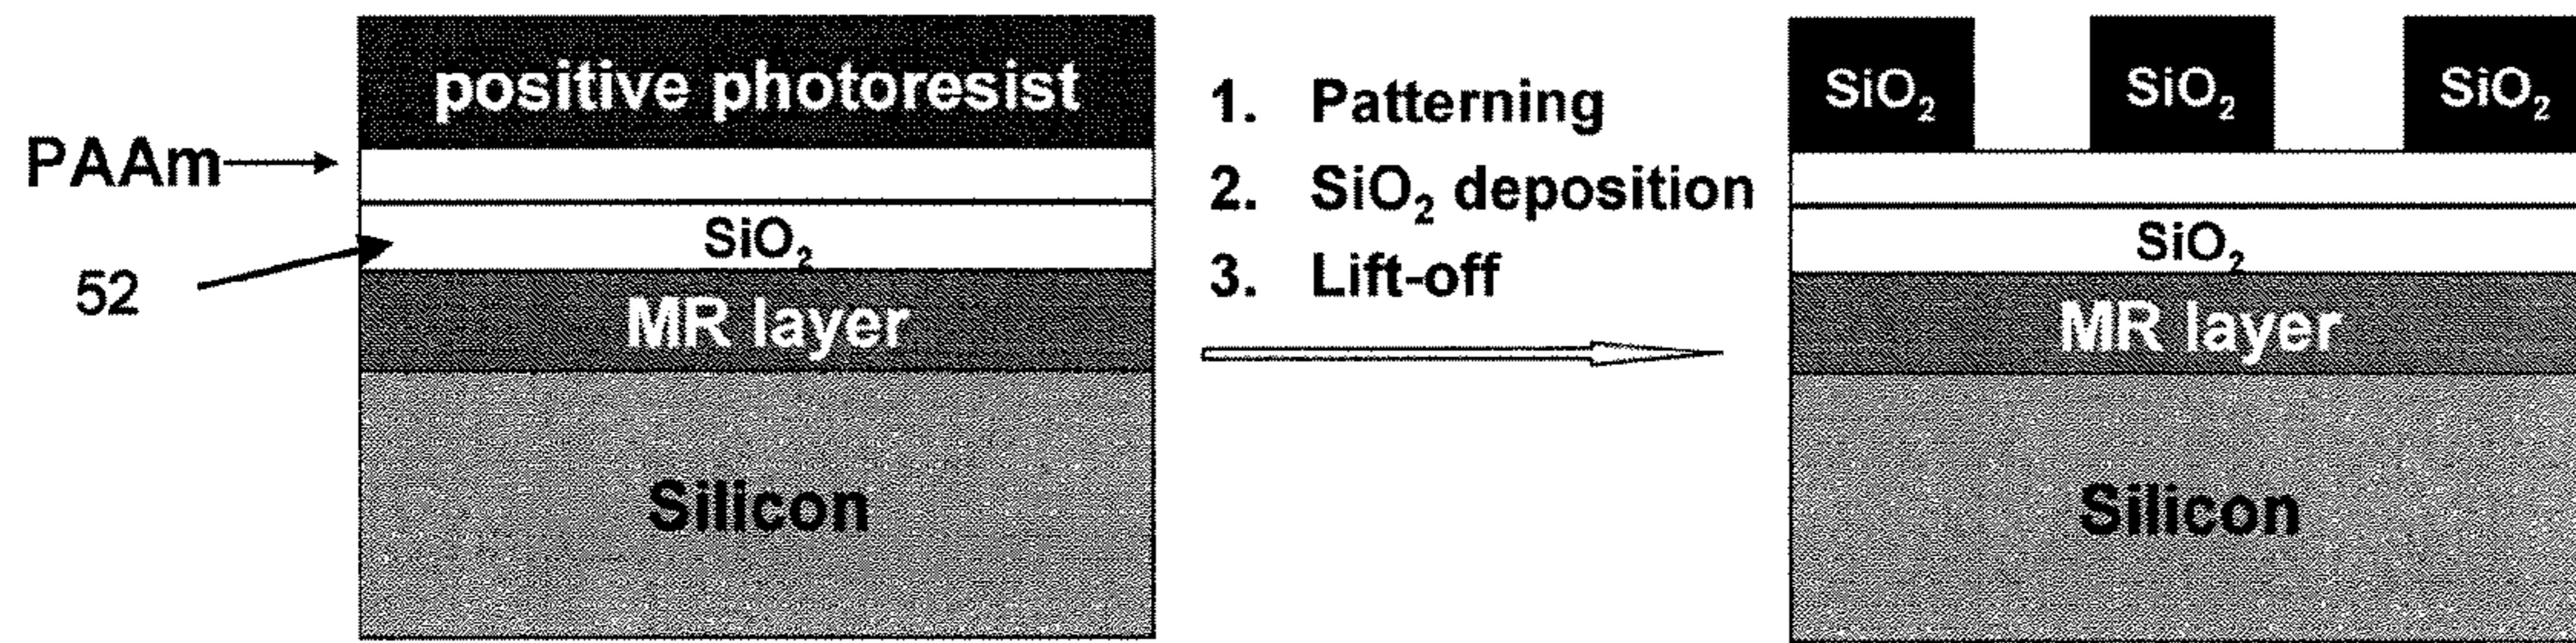 positive photoresist
PAAm
SiO₂
52
MR layer
Silicon
1. Patterning
2. SiO₂ deposition
3. Lift-off
SiO₂ SiO₂ SiO₂
SiO₂
MR layer
Silicon